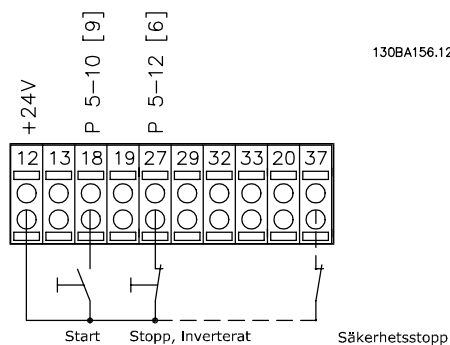 +24V
P 5-10 [9]
P 5-12 [6]
130BA156.12
12 13 18 19 27 29 32 33 20 37
Start
Stopp, Inverterat
Säkerhetsstopp